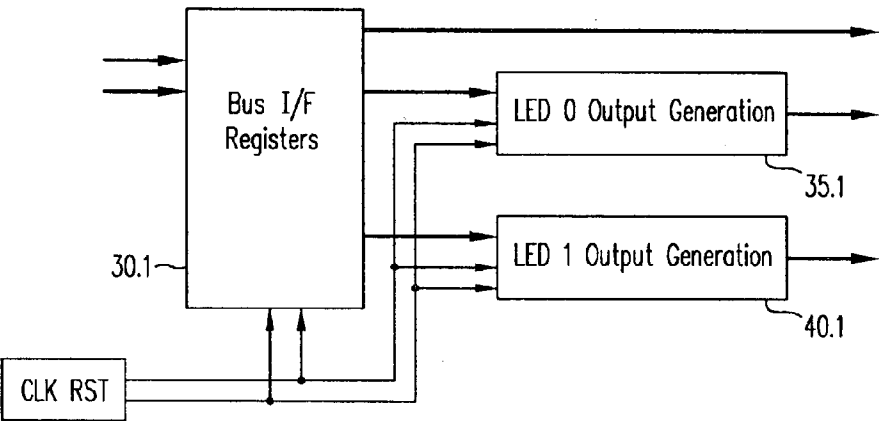 Bus I/F
Registers
LED 0 Output Generation
35.1
LED 1 Output Generation
30.1
40.1
CLK RST